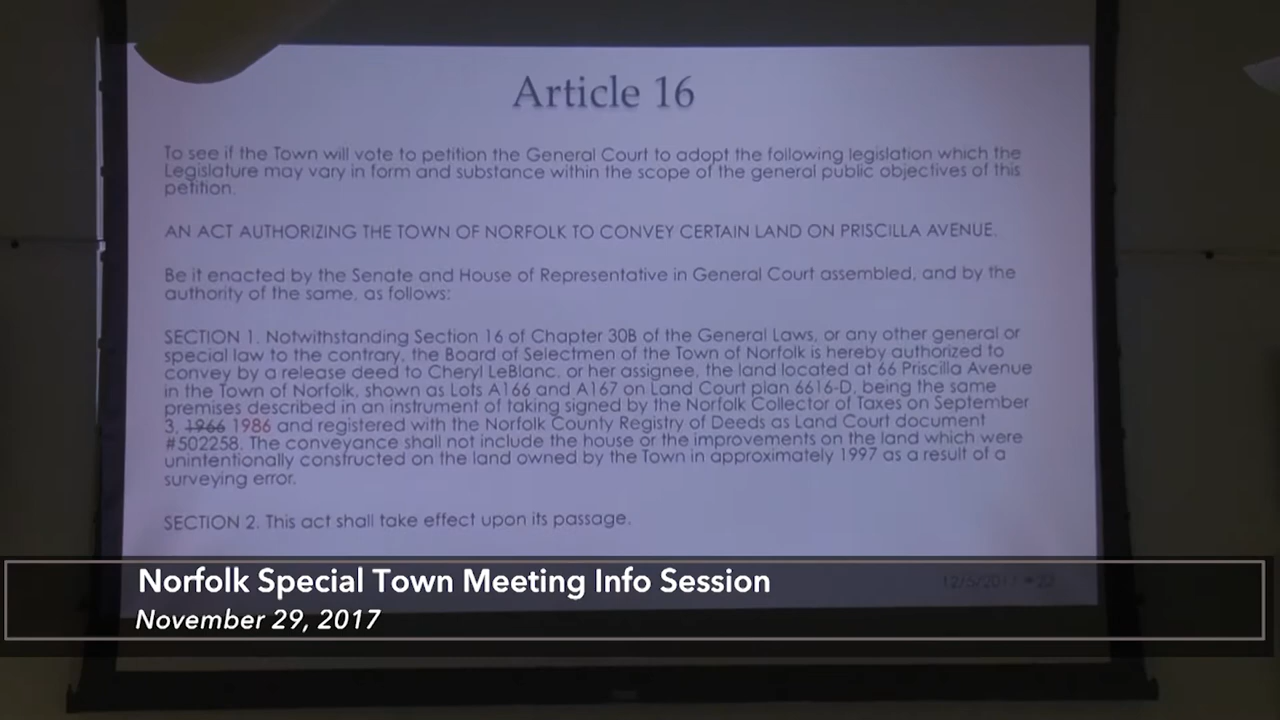 Article 16
To see if the Town will vote to petition the General Court to adopt the following legislation which the
Legislature may vary in form and substance within the scope of the general public objectives of this
petition.
AN ACT AUTHORIZING THE TOWN OF NORFOLK TO CONVEY CERTAIN LAND ON PRISCILLA AVENUE.
Be it enacted by the Senate and House of Representative in General Court assembled, and by the
authority of the same, as follows:
SECTION 1. Notwithstanding Section 16 of Chapter 30B of the General Laws, or any other general or
special law to the contrary, the Board of Selectmen of the Town of Norfolk is hereby authorized to
convey by a release deed to Cheryl LeBlanc, or her assignee, the land located at 66 Priscilla Avenue
in the Town of Norfolk, shown as Lots A166 and A167 on Land Court plan 6616-D, being the same
premises described in an instrument of taking signed by the Norfolk Collector of Taxes on September
3, 1966 1986 and registered with the Norfolk County Registry of Deeds as Land Court document
#502258. The conveyance shall not include the house or the improvements on the land which were
unintentionally constructed on the land owned by the Town in approximately 1997 as a result of a
surveying error.
SECTION 2. This act shall take effect upon its passage.
Norfolk Special Town Meeting Info Session
12/5/2017
November 29, 2017